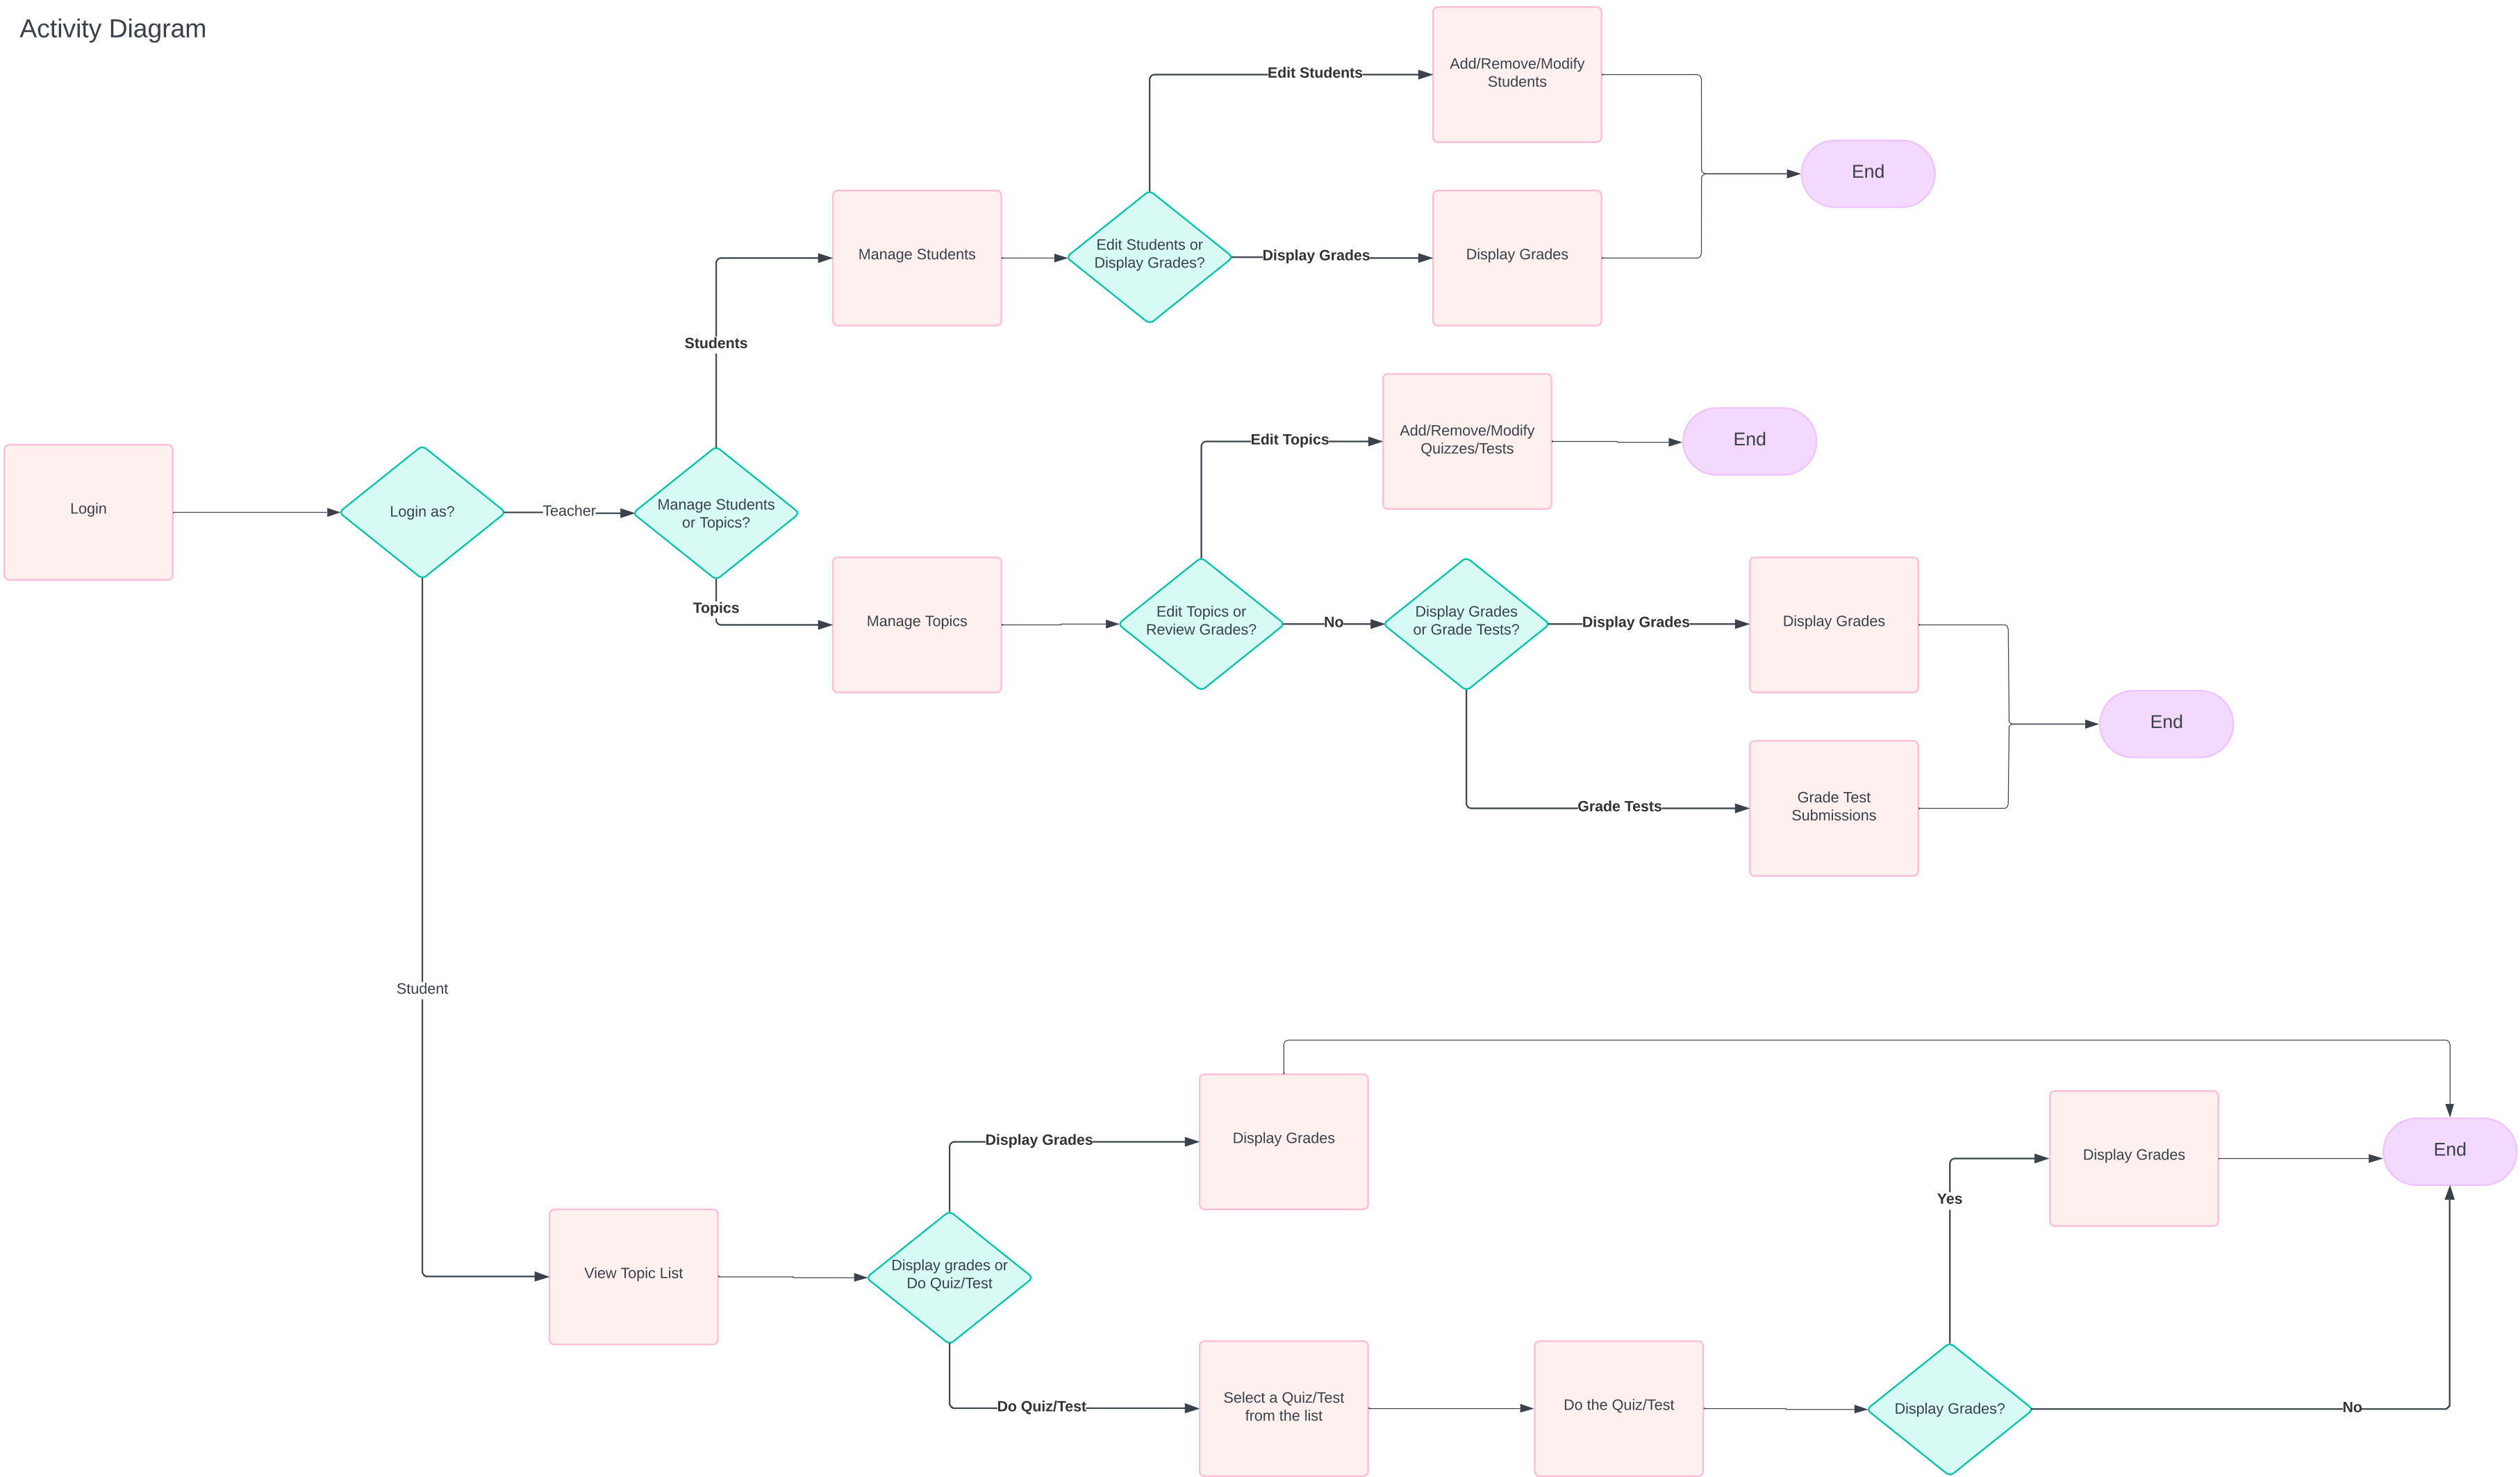 Activity Diagram
Edit Students
Add/Remove/Modify
Students
End
Manage Students
Edit Students or
Display Grades?
Display Grades
Display Grades
Students
Edit Topics
Add/Remove/Modify
Quizzes/Tests
End
Login
Login as?
Teacher
Manage Students
or Topics?
Topics
Manage Topics
Edit Topics or
Review Grades?
No
Display Grades
or Grade Tests?
Display Grades
Display Grades
End
Grade Tests
Grade Test
Submissions
Student
Display Grades
Display Grades
Yes
Display Grades
End
View Topic List
Display grades or
Do Quiz/Test
Do Quiz/Test
Select a Quiz/Test
from the list
Do the Quiz/Test
Display Grades?
No